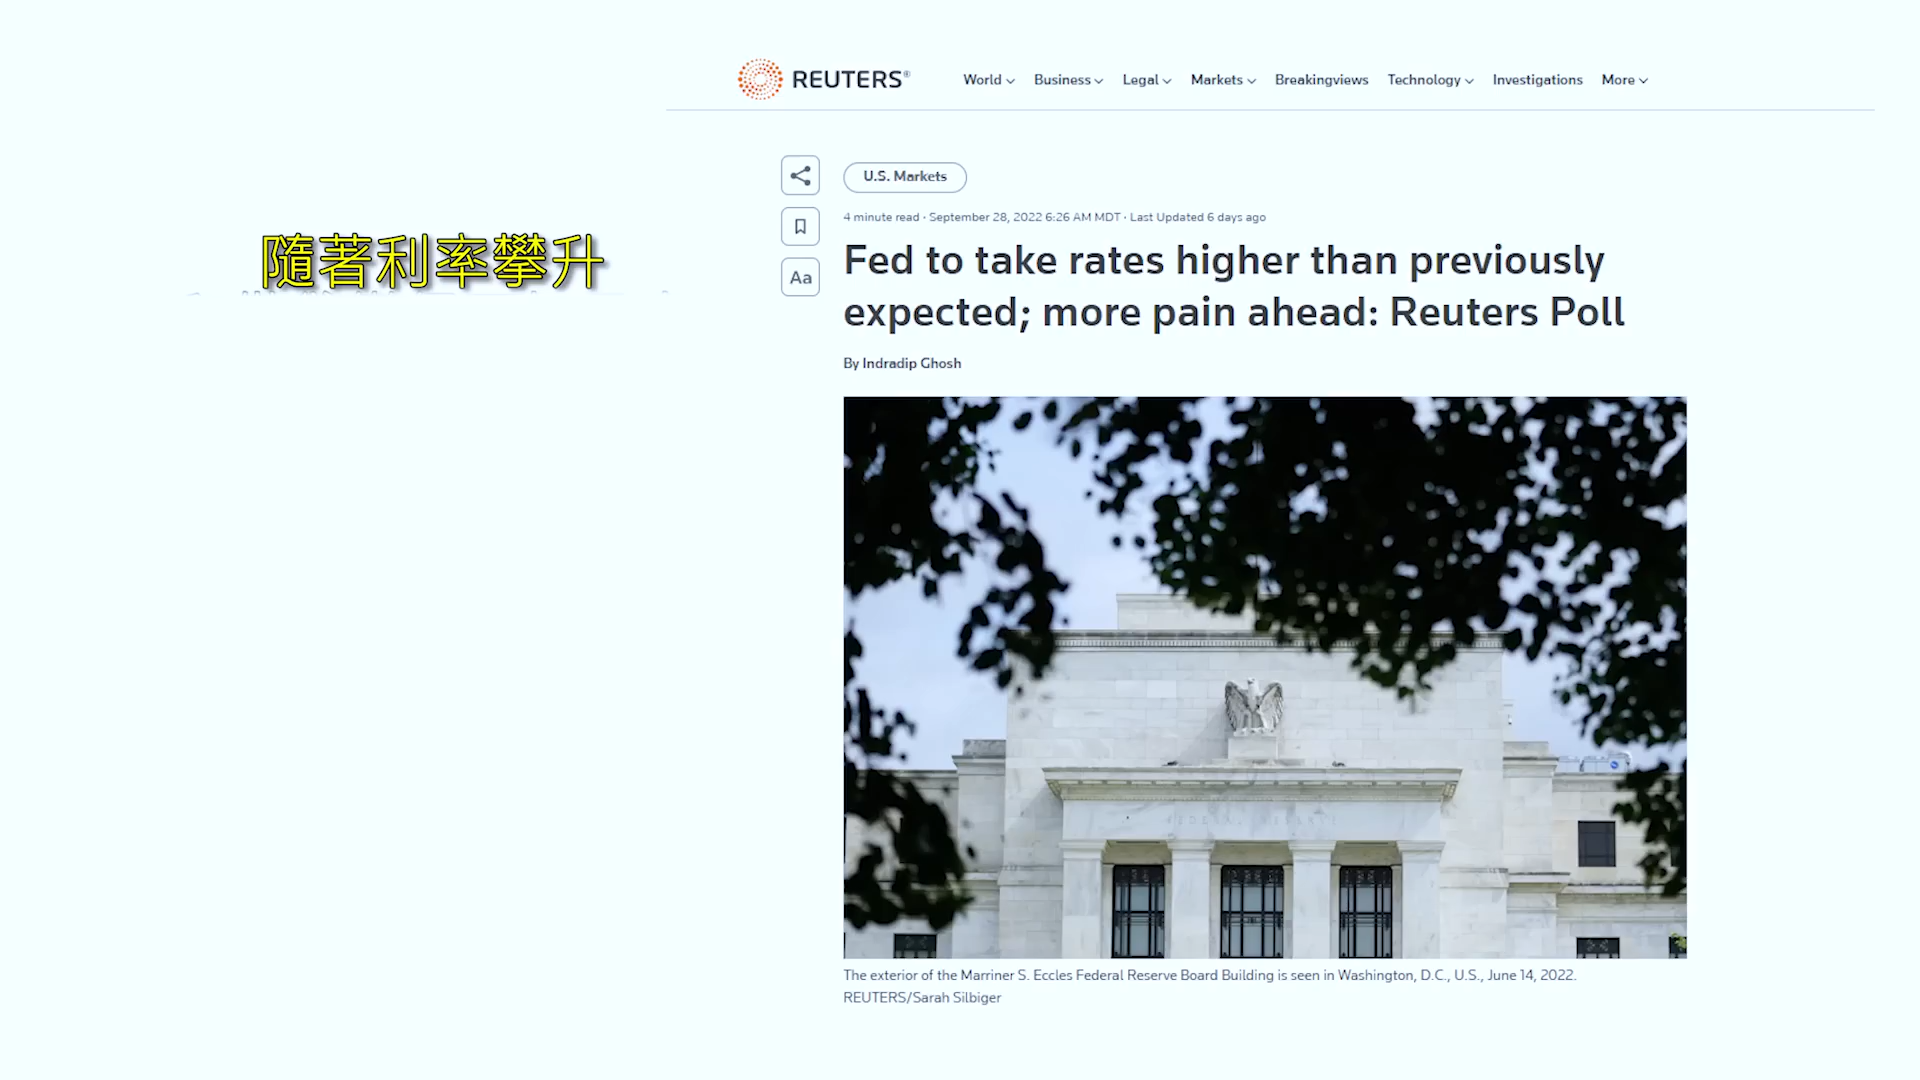 隨著利率攀升
REUTERS®
World Business Legal Markets Breakingviews Technology Investigations More
U.S. Markets
4 minute read · September 28, 2022 6:26 AM MDT · Last Updated 6 days ago
Aa
Fed to take rates higher than previously
expected; more pain ahead: Reuters Poll
By Indradip Ghosh
FEDERAL RESERVE
The exterior of the Marriner S. Eccles Federal Reserve Board Building is seen in Washington, D.C., U.S., June 14, 2022.
REUTERS/Sarah Silbiger